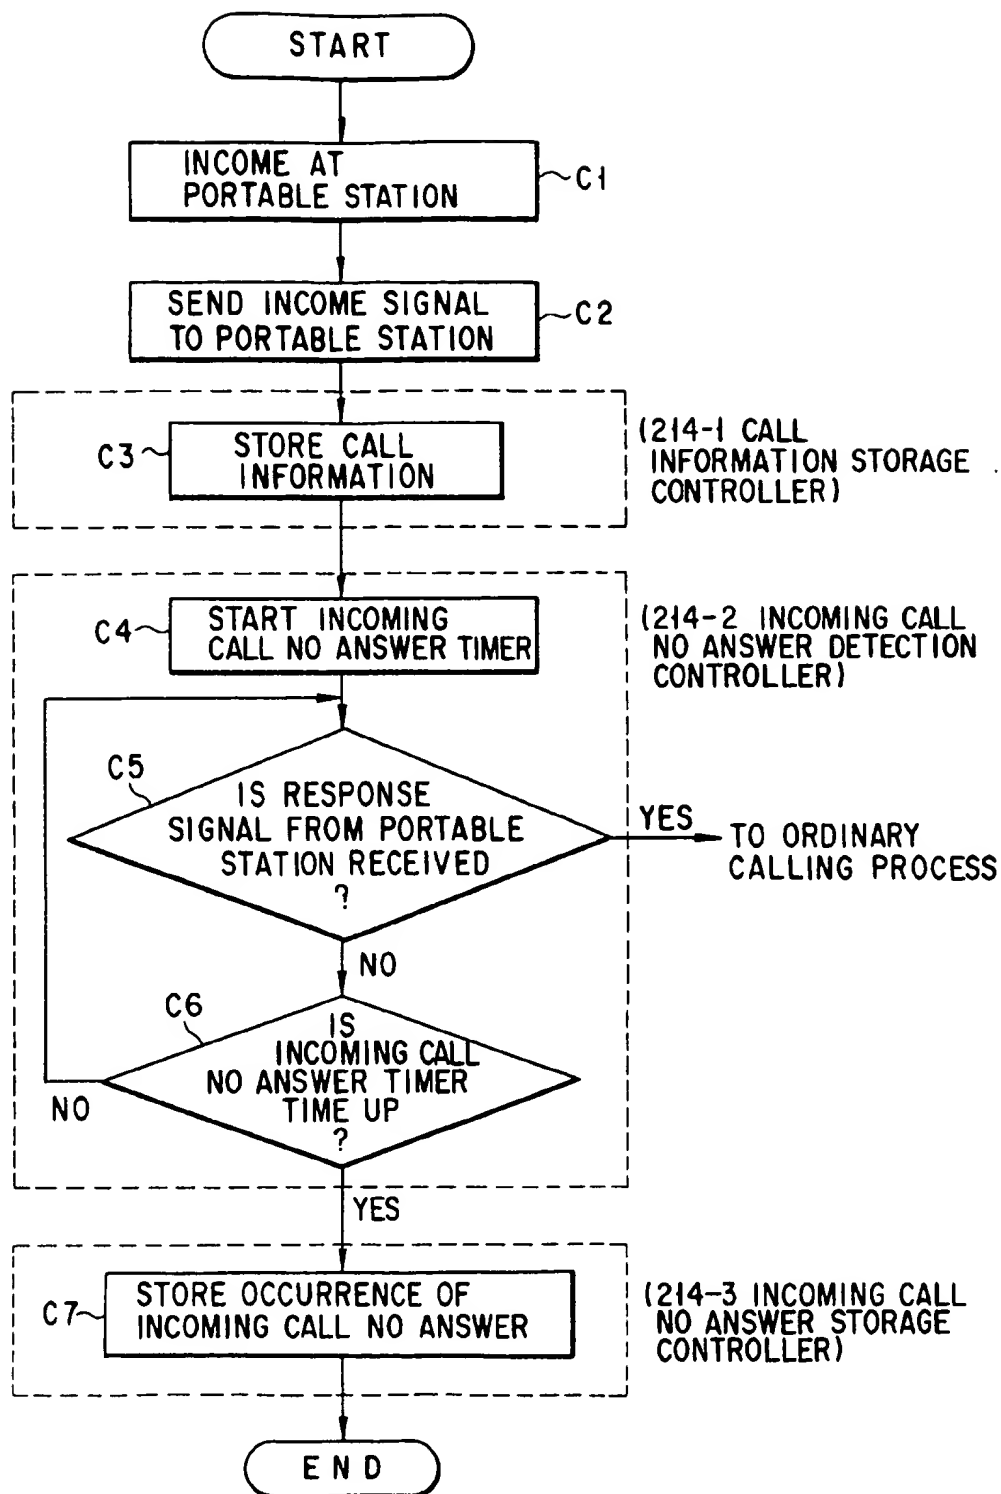 START
INCOME AT
PORTABLE STATION
C1
SEND INCOME SIGNAL
TO PORTABLE STATION
C2
C3
STORE CALL
INFORMATION
(214-1 CALL
INFORMATION STORAGE
CONTROLLER)
C4
START INCOMING
CALL NO ANSWER TIMER
(214-2 INCOMING CALL
NO ANSWER DETECTION
CONTROLLER)
C5
IS RESPONSE
SIGNAL FROM PORTABLE
STATION RECEIVED
?
YES
TO ORDINARY
CALLING PROCESS
NO
C6
IS
INCOMING CALL
NO ANSWER TIMER
TIME UP
?
NO
YES
C7
STORE OCCURRENCE OF
INCOMING CALL NO ANSWER
(214-3 INCOMING CALL
NO ANSWER STORAGE
CONTROLLER)
END